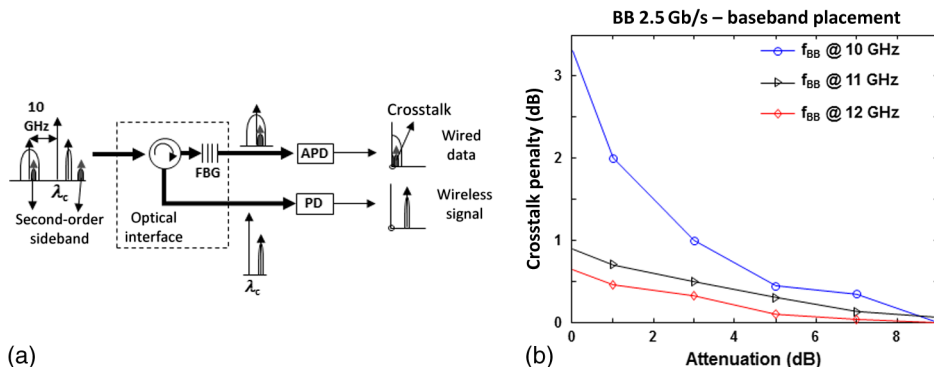 10
GHz
λc
Second-order
sideband
Optical
interface
FBG
λc
APD
PD
Crosstalk
Wired
data
Wireless
signal
(a)
BB 2.5 Gb/s – baseband placement
fBB @ 10 GHz
fBB @ 11 GHz
fBB @ 12 GHz
Crosstalk penalty (dB)
3
2
1
0
0 2 4 6 8
Attenuation (dB)
(b)